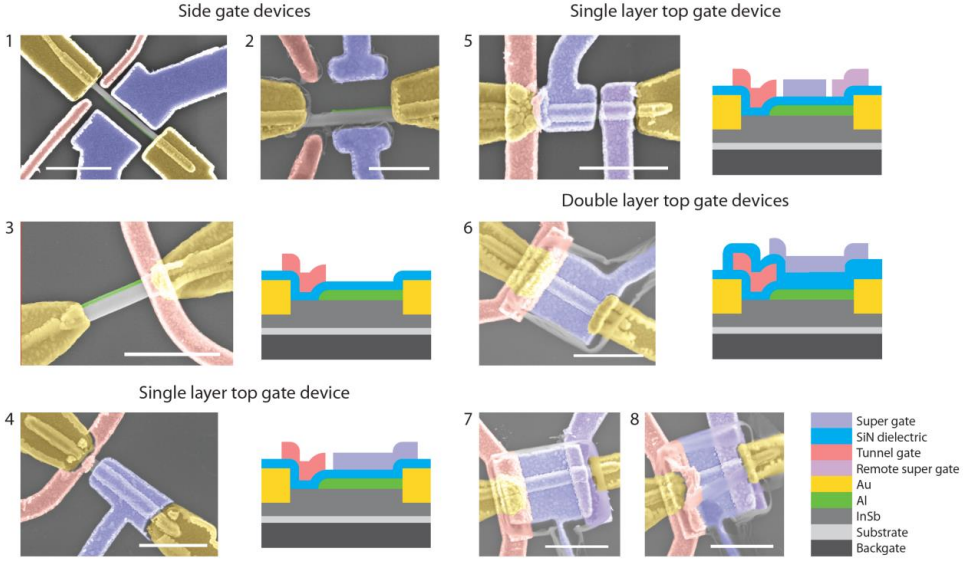 Side gate devices
Single layer top gate device
1
2
5
Double layer top gate devices
3
6
Single layer top gate device
4
7
8
Super gate
SiN dielectric
Tunnel gate
Remote super gate
Au
Al
InSb
Substrate
Backgate